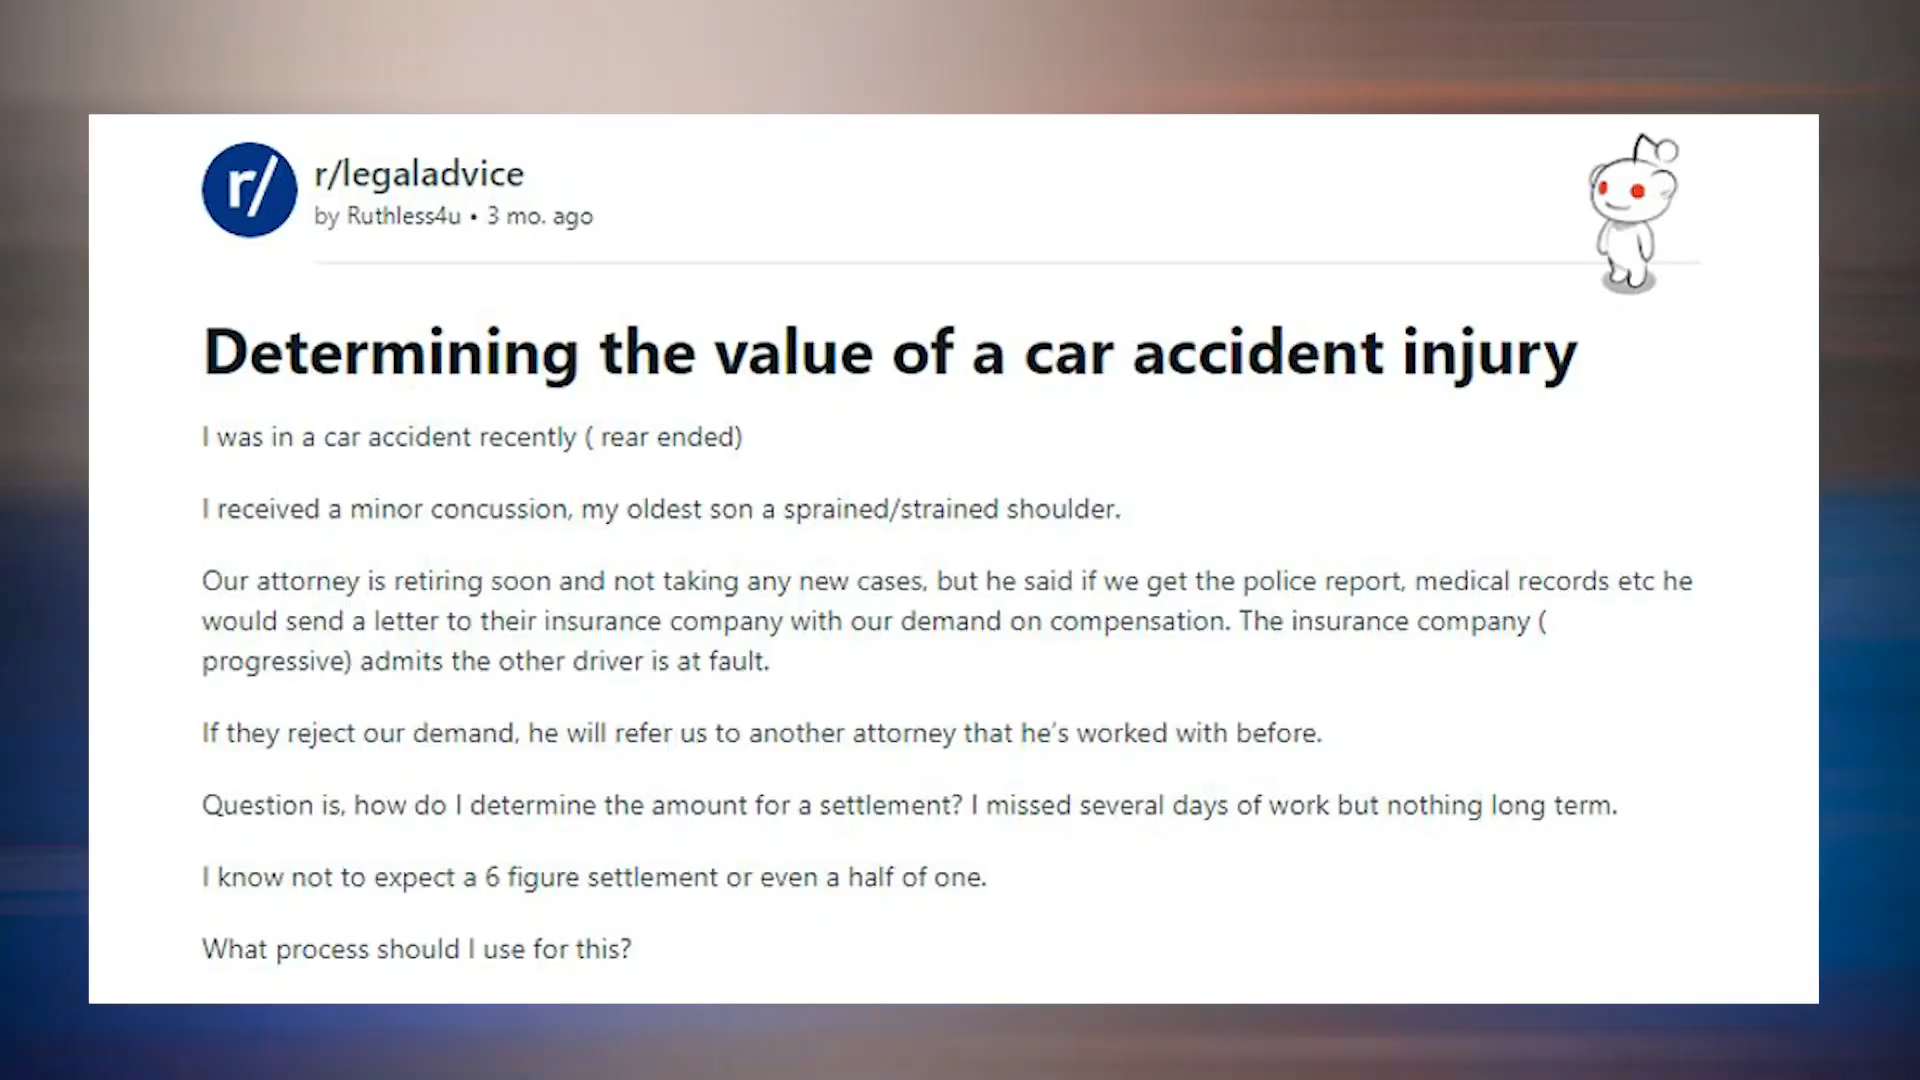 r/
r/legaladvice
by Ruthless4u • 3 mo. ago
Determining the value of a car accident injury
I was in a car accident recently ( rear ended)
I received a minor concussion, my oldest son a sprained/strained shoulder.
Our attorney is retiring soon and not taking any new cases, but he said if we get the police report, medical records etc he
would send a letter to their insurance company with our demand on compensation. The insurance company (
progressive) admits the other driver is at fault.
If they reject our demand, he will refer us to another attorney that he's worked with before.
Question is, how do I determine the amount for a settlement? I missed several days of work but nothing long term.
I know not to expect a 6 figure settlement or even a half of one.
What process should I use for this?